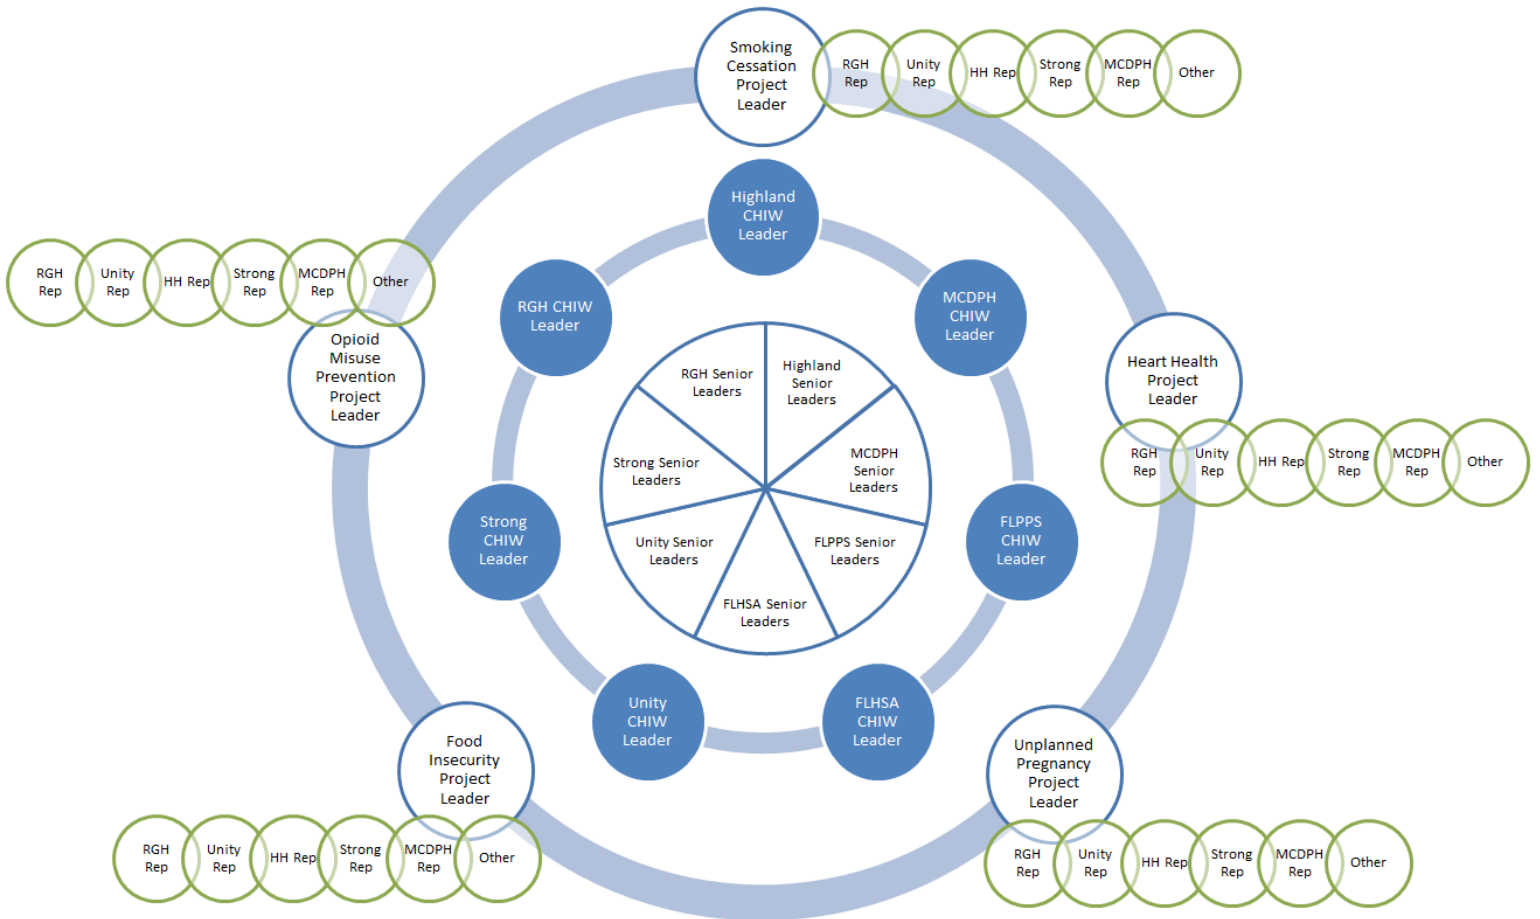 Smoking
Cessation
Project
Leader
RGH
Rep
Unity
Rep
HH Rep
Strong
Rep
MCDPH
Rep
Other
Highland
CHIW
Leader
RGH CHIW
Leader
MCDPH
CHIW
Leader
RGH
Rep
Unity
Rep
HH Rep
Strong
Rep
MCDPH
Rep
Other
Opioid
Misuse
Prevention
Project
Leader
Heart Health
Project
Leader
RGH
Rep
Unity
Rep
HH Rep
Strong
Rep
MCDPH
Rep
Other
RGH Senior
Leaders
Highland
Senior
Leaders
Strong Senior
Leaders
MCDPH
Senior
Leaders
Unity Senior
Leaders
FLPPS Senior
Leaders
FLHSA Senior
Leaders
Strong
CHIW
Leader
FLPPS
CHIW
Leader
Unity
CHIW
Leader
FLHSA
CHIW
Leader
Food
Insecurity
Project
Leader
RGH
Rep
Unity
Rep
HH Rep
Strong
Rep
MCDPH
Rep
Other
Unplanned
Pregnancy
Project
Leader
RGH
Rep
Unity
Rep
HH Rep
Strong
Rep
MCDPH
Rep
Other